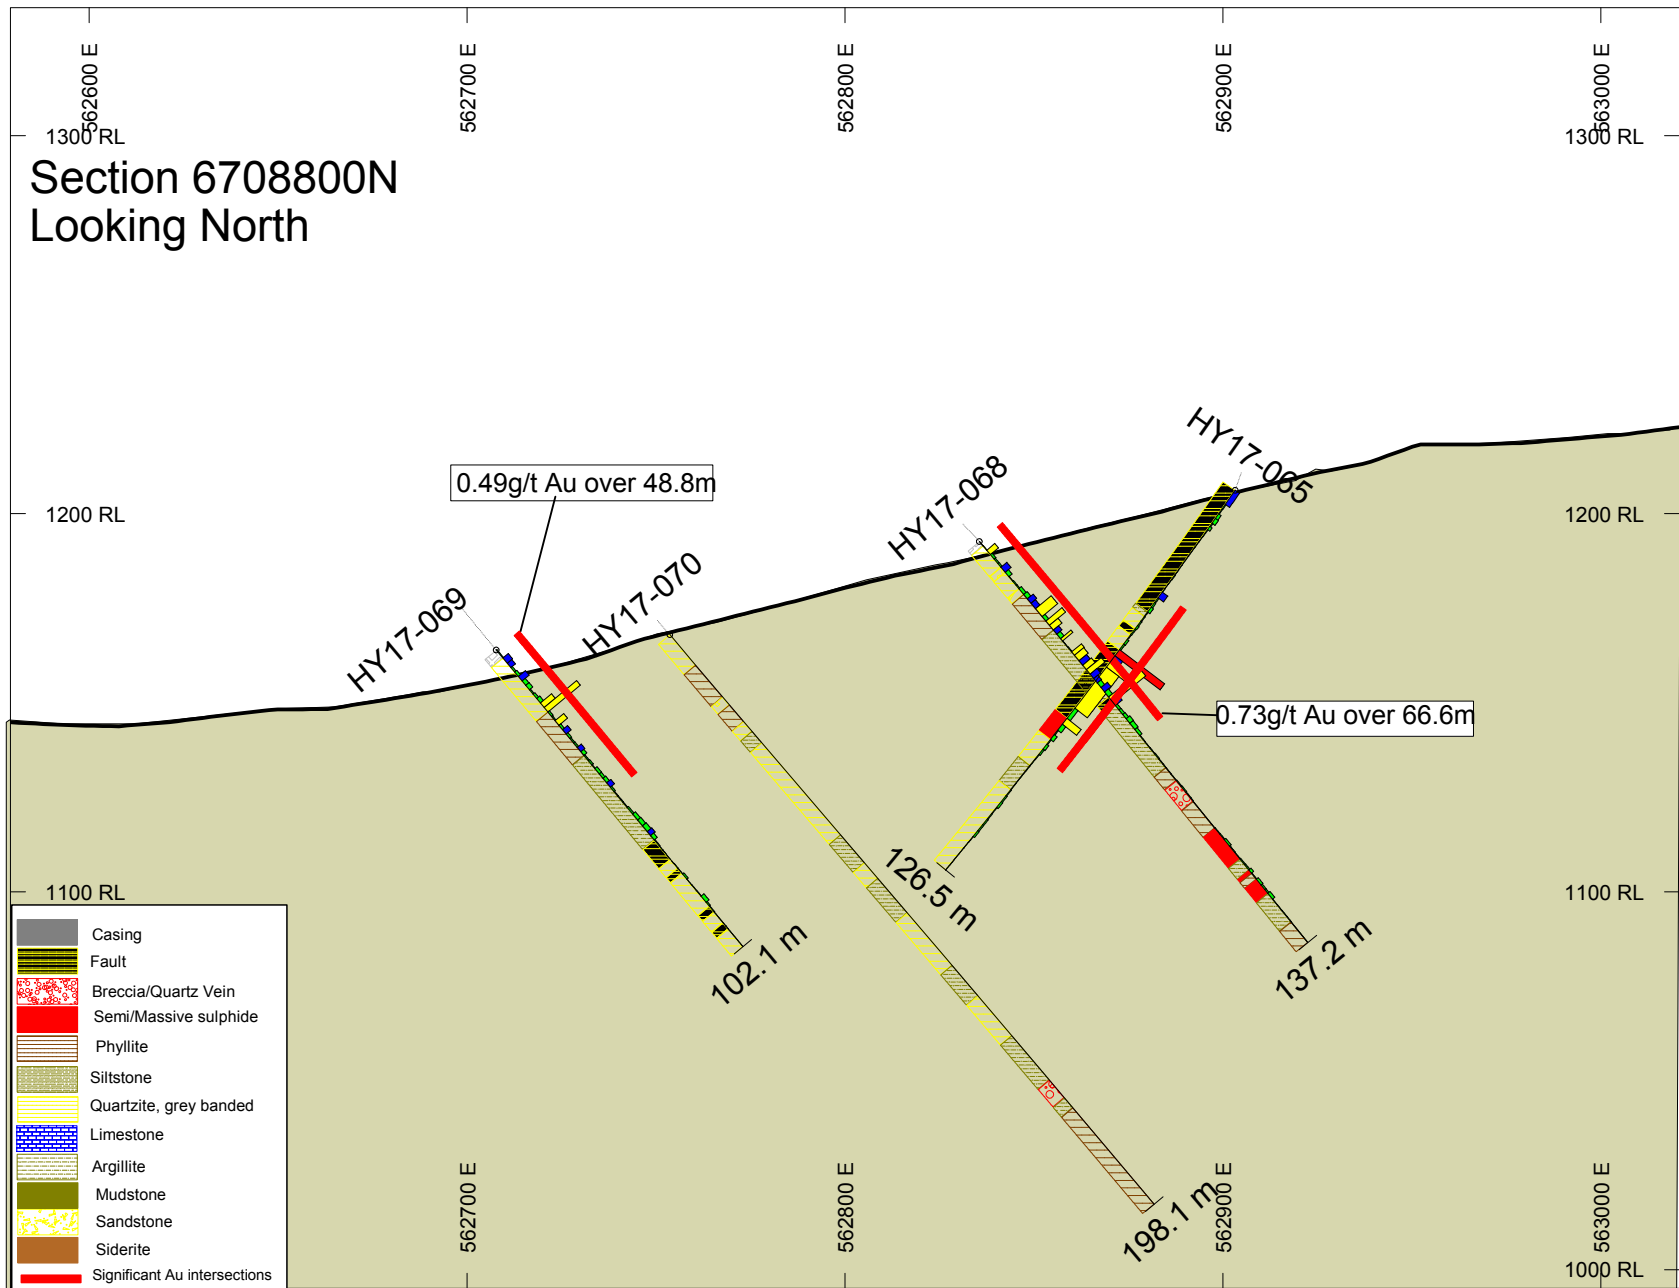 562600 E
562700 E
562800 E
562900 E
563000 E
1300 RL
1300 RL
Section 6708800N
Looking North
HY17-065
HY17-068
0.49g/t Au over 48.8m
1200 RL
1200 RL
HY17-070
HY17-069
0.73g/t Au over 66.6m
126.5 m
1100 RL
1100 RL
102.1 m
137.2 m
Casing
Fault
Breccia/Quartz Vein
Semi/Massive sulphide
Phyllite
Siltstone
Quartzite, grey banded
Limestone
Argillite
Mudstone
Sandstone
Siderite
Significant Au intersections
198.1 m
562700 E
562800 E
562900 E
563000 E
1000 RL